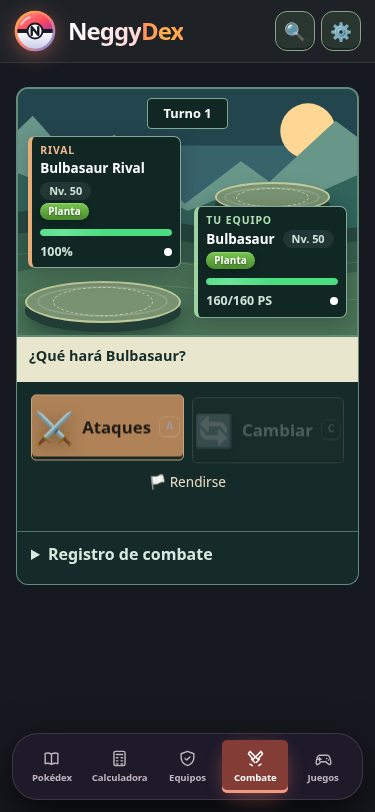 NeggyDex
Turno 1
RIVAL
Bulbasaur Rival
Nv. 50
Planta
100%
TU EQUIPO
Bulbasaur Nv. 50
Planta
160/160 PS
¿Qué hará Bulbasaur?
Ataques A
Cambiar C
Rendirse
Registro de combate
Pokédex Calculadora Equipos Combate Juegos